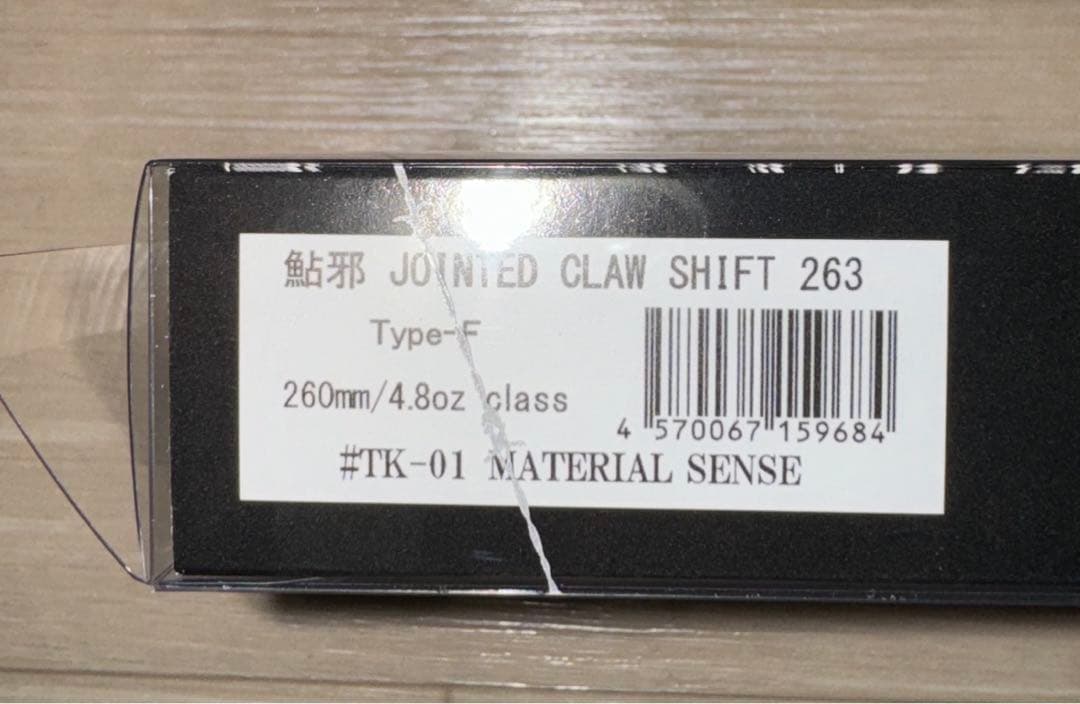 鮎邪 JOINTED CLAW SHIFT 263
Type-F
260mm/4.8oz class
4 570067 159684
#TK-01 MATERIAL SENSE